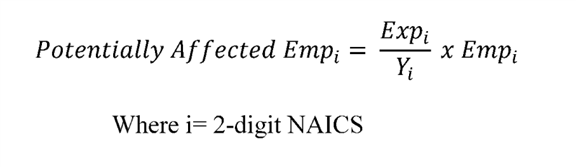 Potentially Affected Emp_i = Exp_i / Y_i x Emp_i
Where i= 2-digit NAICS